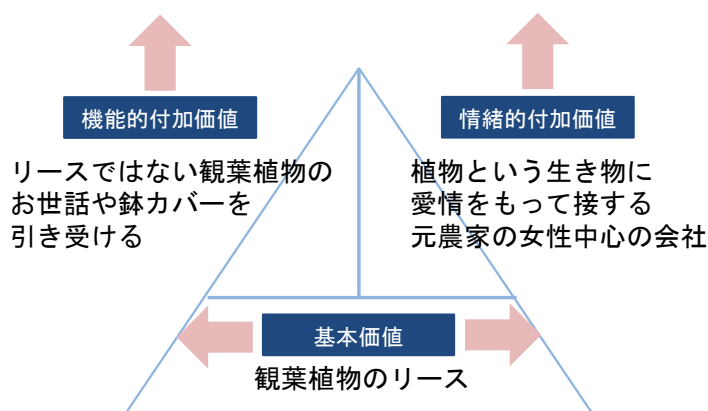 機能的付加価値
リースではない観葉植物の
お世話や鉢カバーを
引き受ける
情緒的付加価値
植物という生き物に
愛情をもって接する
元農家の女性中心の会社
基本価値
観葉植物のリース